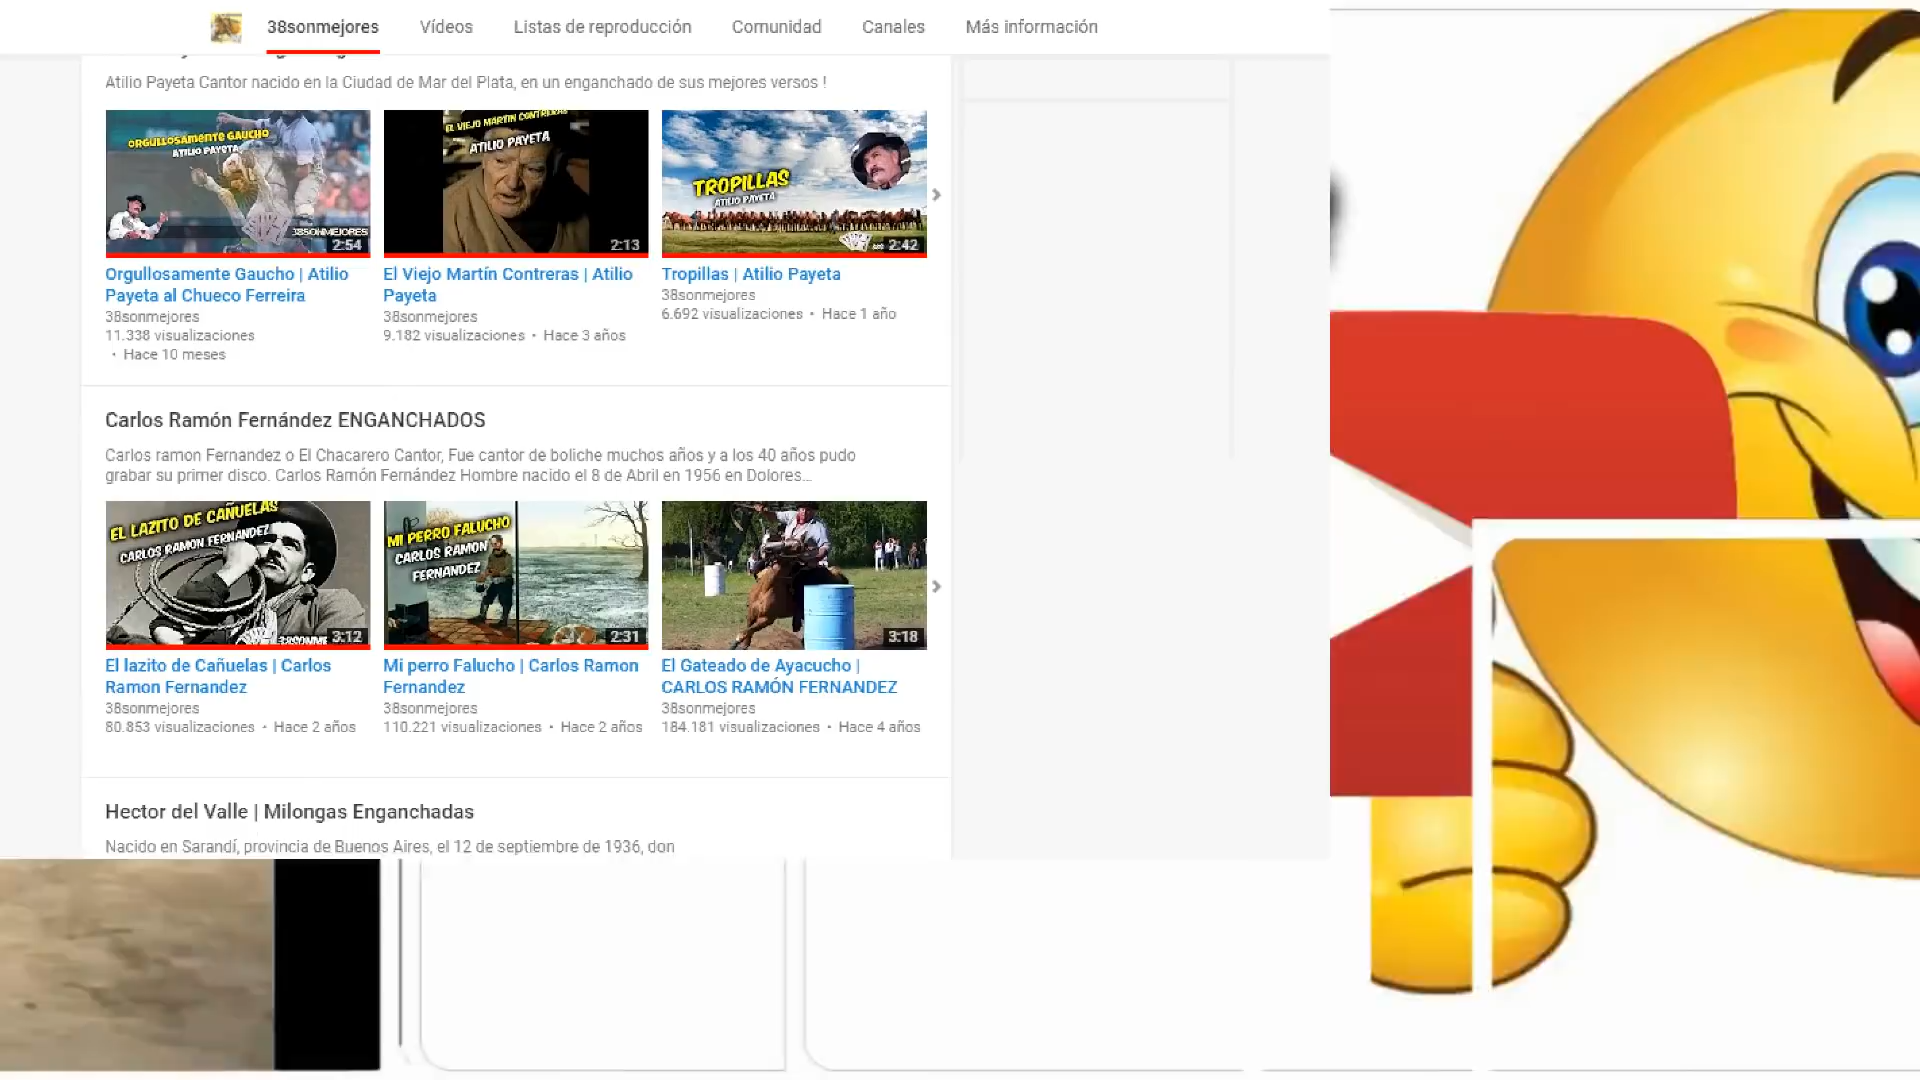 38sonmejores Vídeos Listas de reproducción Comunidad Canales Más información
Atilio Payeta Cantor nacido en la Ciudad de Mar del Plata, en un enganchado de sus mejores versos !
ORGULLOSAMENTE GAUCHO
ATILIO PAYETA
38SONMEJORES
2:54
EL VIEJO MARTIN CONTRERAS
ATILIO PAYETA
2:13
TROPILLAS
ATILIO PAYETA
2:42
Orgullosamente Gaucho | Atilio
Payeta al Chueco Ferreira
38sonmejores
11.338 visualizaciones
• Hace 10 meses
El Viejo Martín Contreras | Atilio
Payeta
38sonmejores
9.182 visualizaciones • Hace 3 años
Tropillas | Atilio Payeta
38sonmejores
6.692 visualizaciones • Hace 1 año
Carlos Ramón Fernández ENGANCHADOS
Carlos ramon Fernandez o El Chacarero Cantor, Fue cantor de boliche muchos años y a los 40 años pudo
grabar su primer disco. Carlos Ramón Fernández Hombre nacido el 8 de Abril en 1956 en Dolores...
EL LAZITO DE CAÑUELAS
CARLOS RAMON FERNANDEZ
38SONME
3:12
MI PERRO FALUCHO
CARLOS RAMON
FERNANDEZ
2:31
3:18
El lazito de Cañuelas | Carlos
Ramon Fernandez
38sonmejores
80.853 visualizaciones • Hace 2 años
Mi perro Falucho | Carlos Ramon
Fernandez
38sonmejores
110.221 visualizaciones • Hace 2 años
El Gateado de Ayacucho |
CARLOS RAMÓN FERNANDEZ
38sonmejores
184.181 visualizaciones • Hace 4 años
Hector del Valle | Milongas Enganchadas
Nacido en Sarandí, provincia de Buenos Aires, el 12 de septiembre de 1936, don